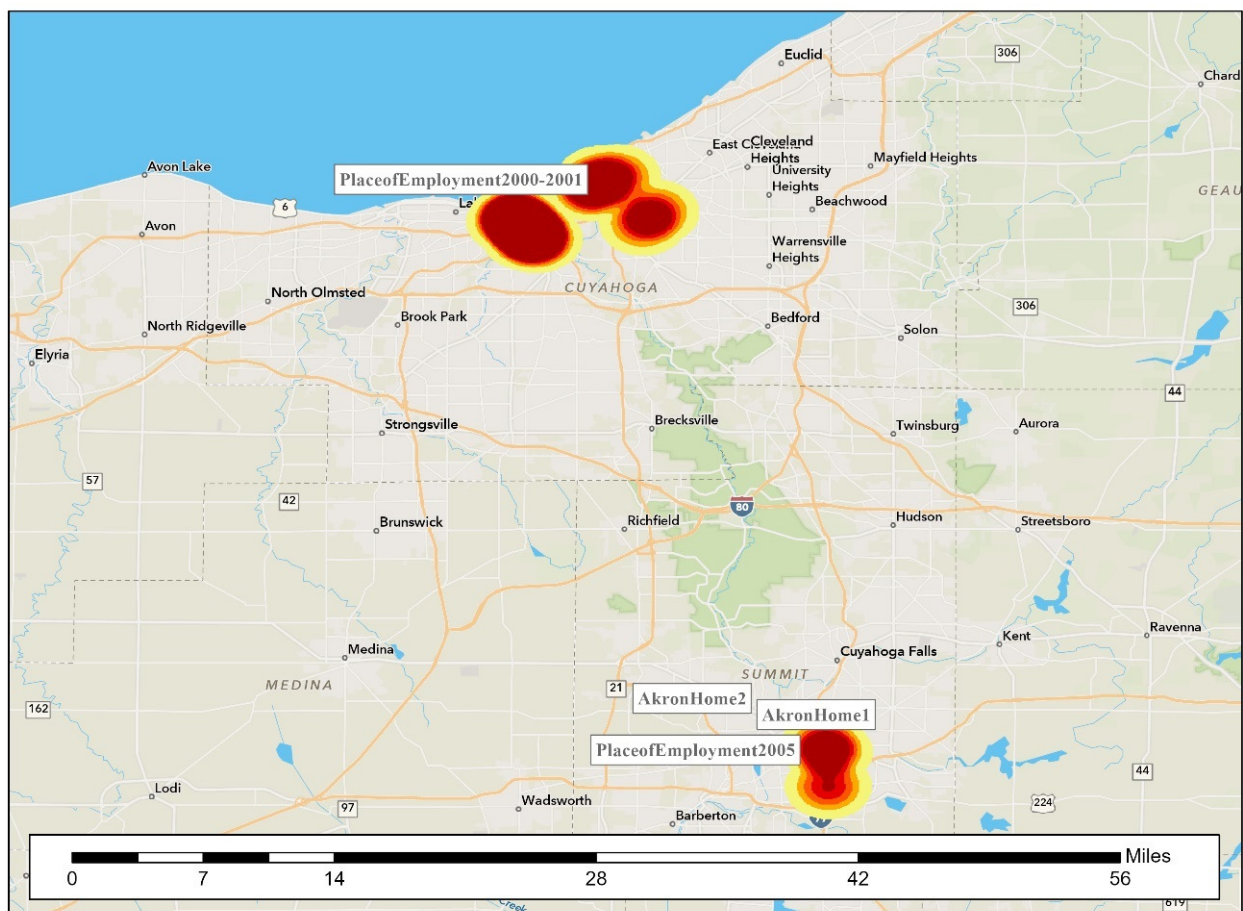 Euclid
306
Chard
East Cleveland
Cleveland
Heights
Mayfield Heights
Avon Lake
PlaceofEmployment2000-2001
University
Heights
GEAU
6
Beachwood
Avon
Warrensville
Heights
CUYAHOGA
North Olmsted
306
Brook Park
Bedford
North Ridgeville
Solon
Elyria
44
Brecksville
Strongsville
Twinsburg
Aurora
57
42
80
Brunswick
Richfield
Hudson
Streetsboro
Ravenna
Kent
Medina
Cuyahoga Falls
SUMMIT
MEDINA
21
AkronHome2
162
AkronHome1
PlaceofEmployment2005
44
Lodi
97
Wadsworth
224
Barberton
Miles
0 7 14 28 42 56
Creek
619